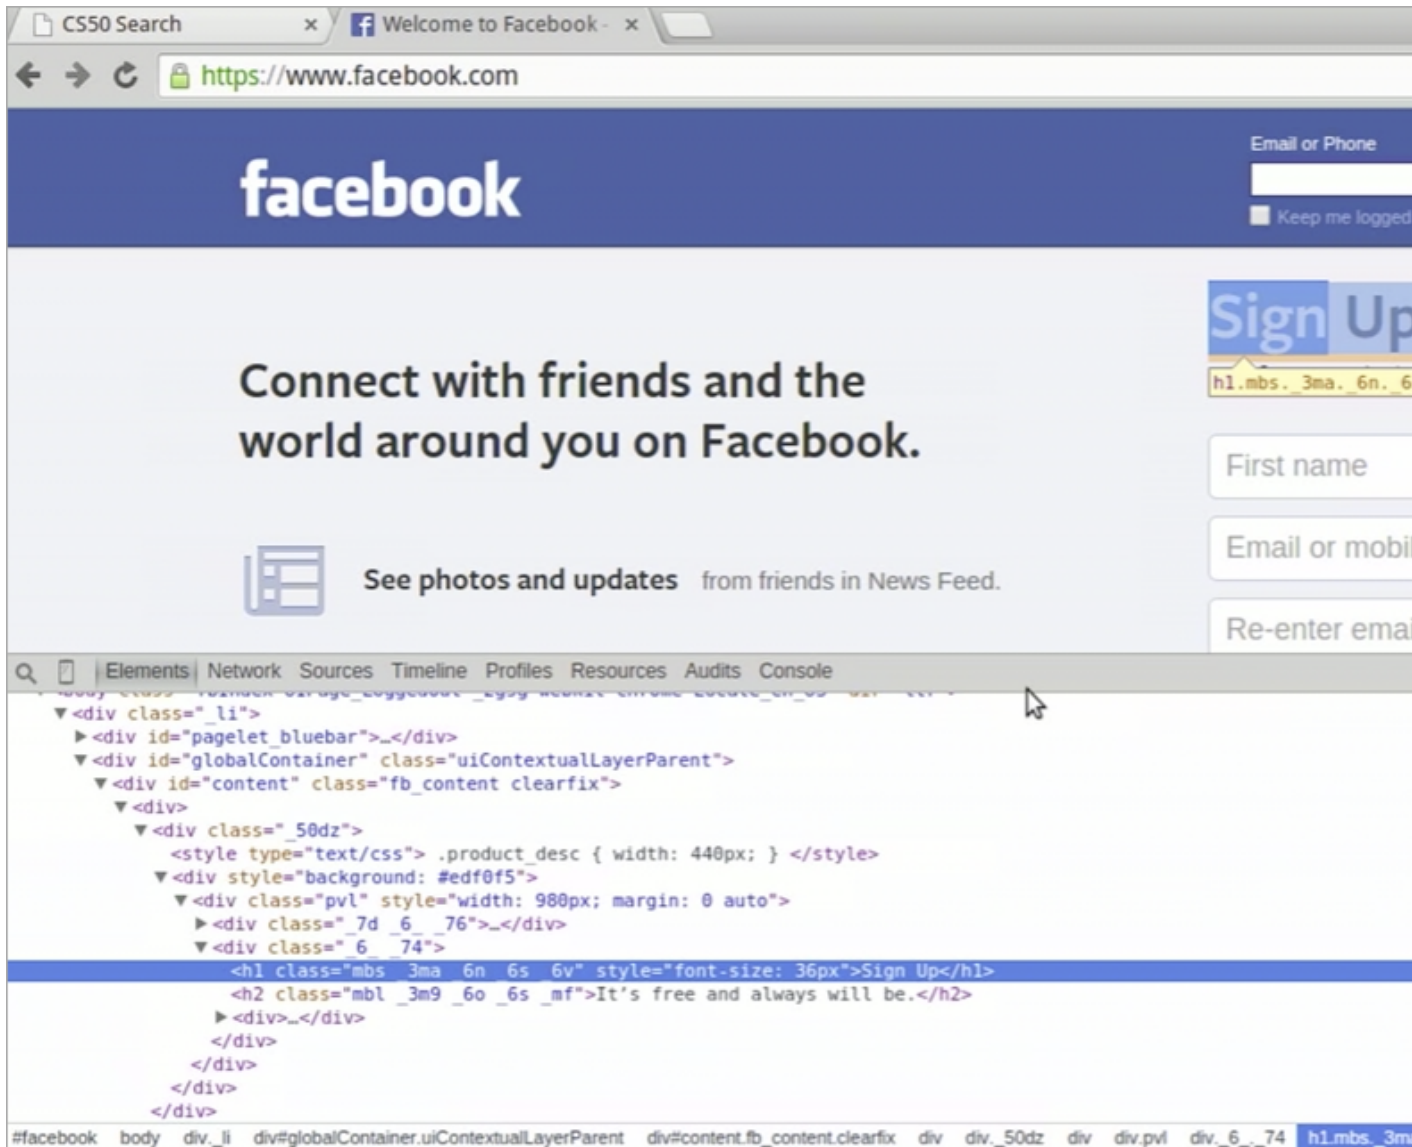 CS50 Search
Welcome to Facebook -
https://www.facebook.com
facebook
Email or Phone
Keep me logged
Sign Up
h1.mbs._3ma._6n._6
Connect with friends and the
world around you on Facebook.
First name
Email or mobil
See photos and updates from friends in News Feed.
Re-enter emai
Elements Network Sources Timeline Profiles Resources Audits Console
<div class="_li">
<div id="pagelet_bluebar">…</div>
<div id="globalContainer" class="uiContextualLayerParent">
<div id="content" class="fb_content clearfix">
<div>
<div class="_50dz">
<style type="text/css"> .product_desc { width: 440px; } </style>
<div style="background: #edf0f5">
<div class="pvl" style="width: 980px; margin: 0 auto">
<div class="_7d _6_ _76">…</div>
<div class="_6_ _74">
<h1 class="mbs _3ma _6n _6s _6v" style="font-size: 36px">Sign Up</h1>
<h2 class="mbl _3m9 _6o _6s _mf">It's free and always will be.</h2>
<div>…</div>
</div>
</div>
</div>
</div>
#facebook body div._li div#globalContainer.uiContextualLayerParent div#content.fb_content.clearfix div div._50dz div div.pvl div._6_._74 h1.mbs._3m